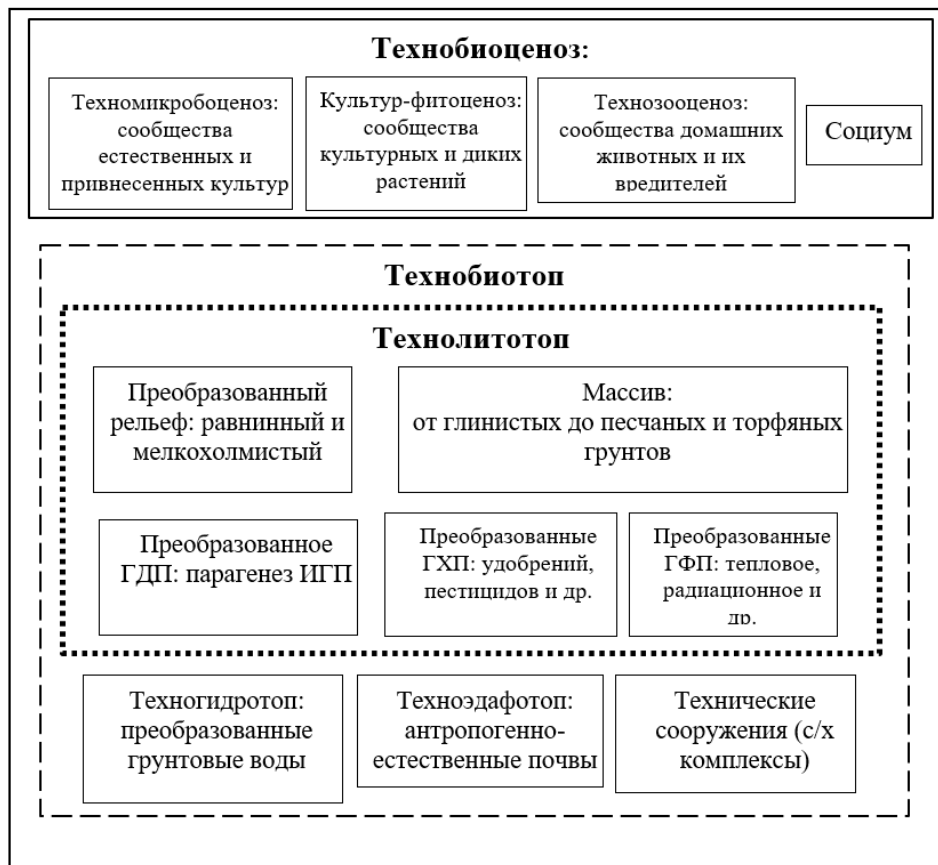 Технобиоценоз:
Техномикробоценоз:
сообщества
естественных и
привнесенных культур
Культур-фитоценоз:
сообщества
культурных и диких
растений
Технозооценоз:
сообщества домашних
животных и их
вредителей
Социум
Технобиотоп
Технолитотоп
Преобразованный
рельеф: равнинный и
мелкохолмистый
Массив:
от глинистых до песчаных и торфяных
грунтов
Преобразованное
ГДП: парагенез ИГП
Преобразованные
ГХП: удобрений,
пестицидов и др.
Преобразованные
ГФП: тепловое,
радиационное и
др.
Техногидротоп:
преобразованные
грунтовые воды
Техноэдафотоп:
антропогенно-
естественные почвы
Технические
сооружения (с/х
комплексы)